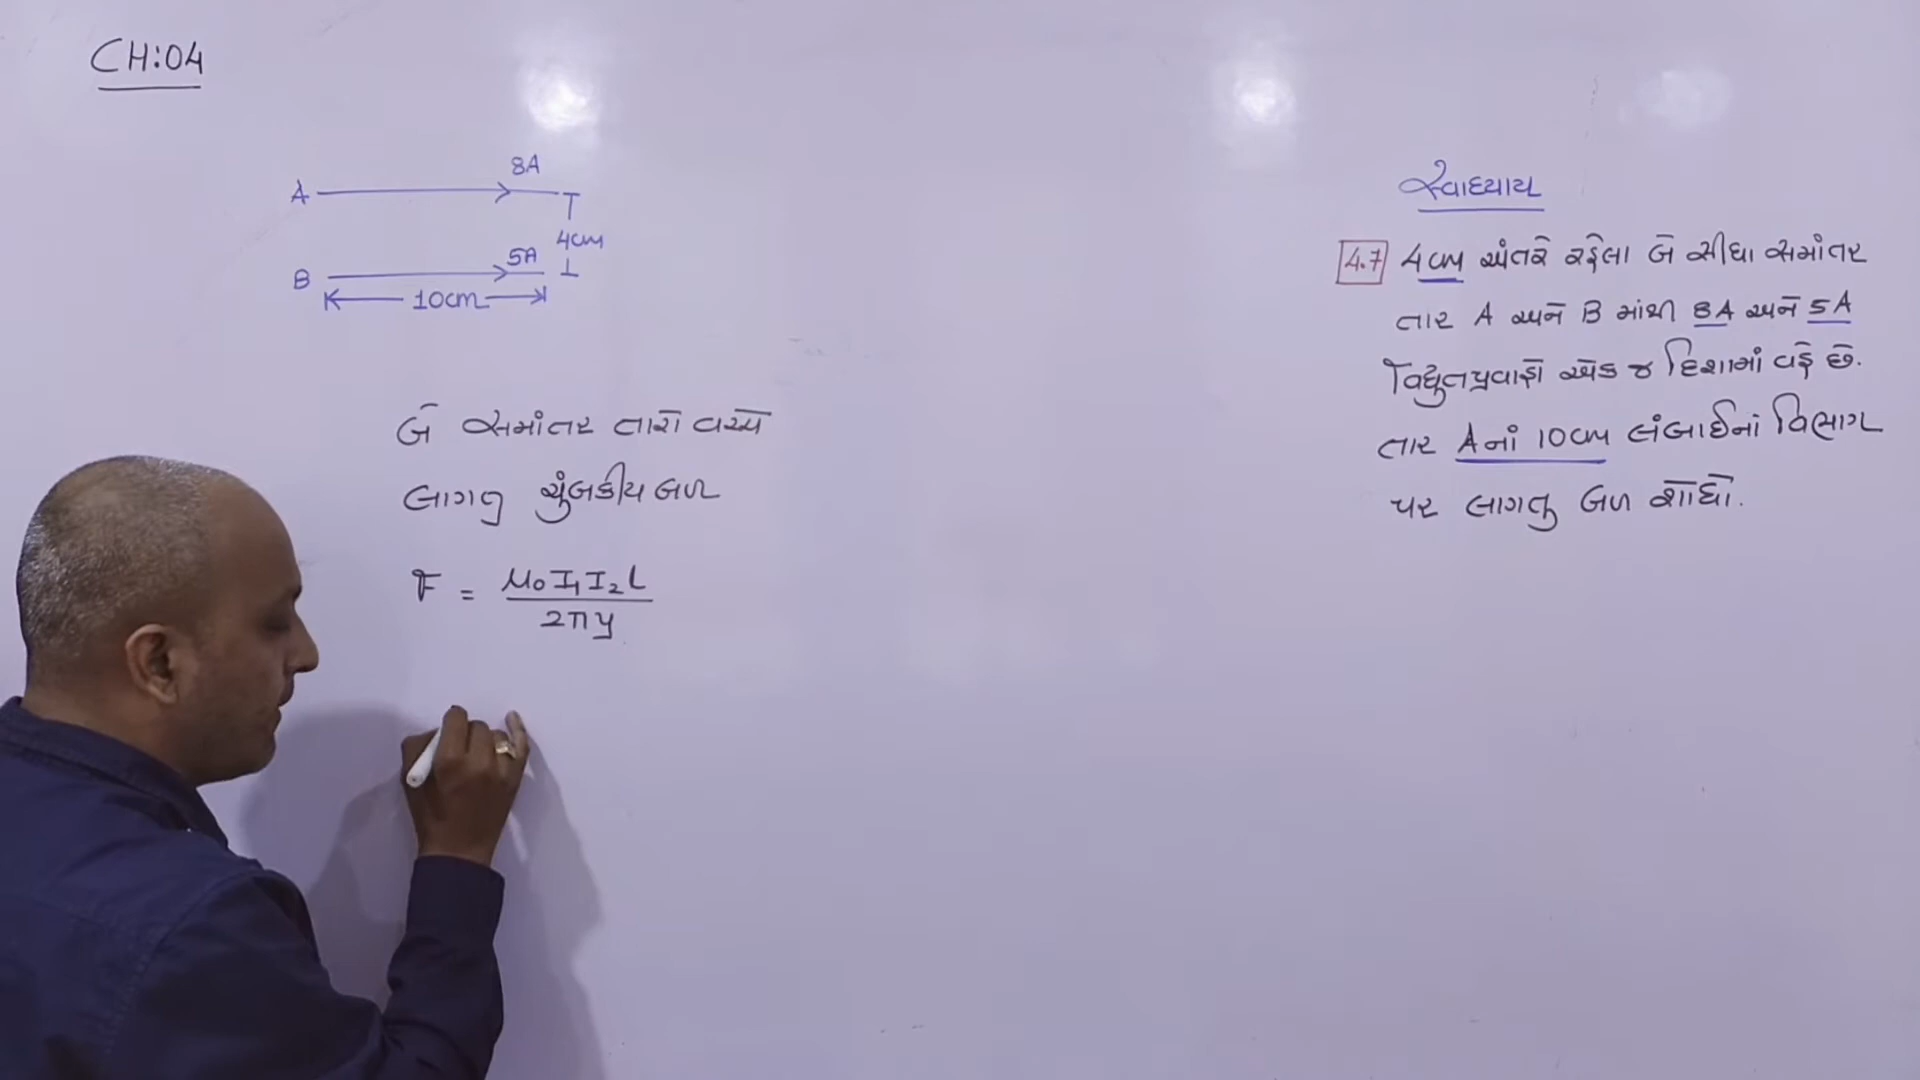 CH:04
A 8A
4cm
B 5A
10cm
બે સમાંતર તારો વચ્ચે
લાગતુ ચુંબકીય બળ
F = μ₀I₁I₂L
2πy
સ્વાધ્યાય
4.7 4cm અંતરે રહેલા બે સીધા સમાંતર
તાર A અને B માંથી 8A અને 5A
વિદ્યુતપ્રવાહો એક જ દિશામાં વહે છે.
તાર A નાં 10cm લંબાઈનાં વિભાગ
પર લાગતુ બળ શોધો.